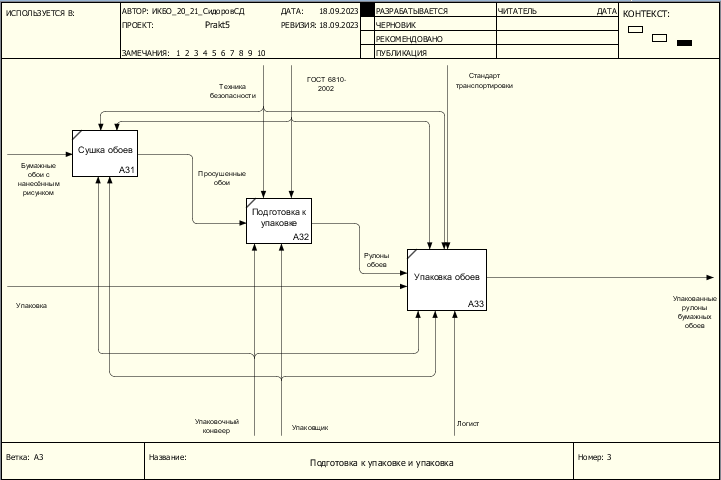 ИСПОЛЬЗУЕТСЯ В:
АВТОР: ИКБО_20_21_СидоровСД
ДАТА: 18.09.2023
РАЗРАБАТЫВАЕТСЯ
ЧИТАТЕЛЬ
ДАТА
КОНТЕКСТ:
ПРОЕКТ: Prakt5
РЕВИЗИЯ: 18.09.2023
ЧЕРНОВИК
РЕКОМЕНДОВАНО
ЗАМЕЧАНИЯ: 1 2 3 4 5 6 7 8 9 10
ПУБЛИКАЦИЯ
Техника
безопасности
ГОСТ 6810-
2002
Стандарт
транспортировки
Сушка обоев
A31
Бумажные
обои с
нанесённым
рисунком
Просушенные
обои
Подготовка к
упаковке
A32
Рулоны
обоев
Упаковка обоев
A33
Упаковка
Упакованные
рулоны
бумажных
обоев
Упаковочный
конвеер
Упаковщик
Логист
Ветка: A3
Название:
Подготовка к упаковке и упаковка
Номер: 3